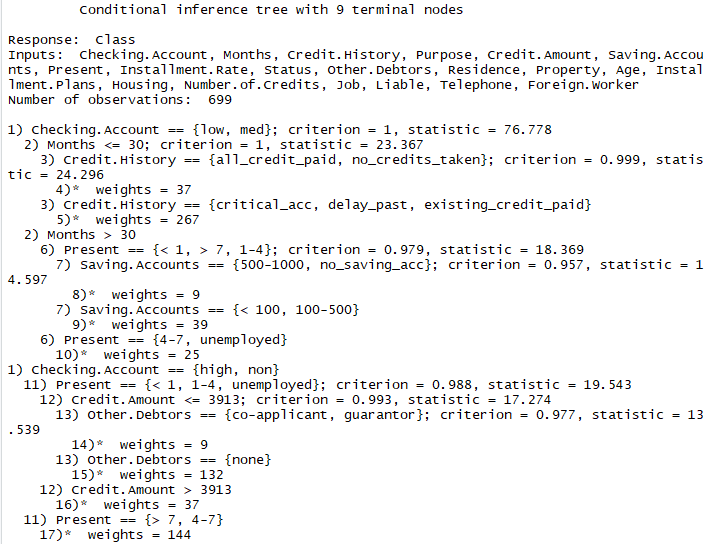 Conditional inference tree with 9 terminal nodes
Response:  Class
Inputs:  Checking.Account, Months, Credit.History, Purpose, Credit.Amount, Saving.Accou
nts, Present, Installment.Rate, Status, Other.Debtors, Residence, Property, Age, Instal
lment.Plans, Housing, Number.of.Credits, Job, Liable, Telephone, Foreign.Worker
Number of observations:  699
1) Checking.Account == {low, med}; criterion = 1, statistic = 76.778
2) Months <= 30; criterion = 1, statistic = 23.367
3) Credit.History == {all_credit_paid, no_credits_taken}; criterion = 0.999, statis
tic = 24.296
4)*  weights = 37
3) Credit.History == {critical_acc, delay_past, existing_credit_paid}
5)*  weights = 267
2) Months > 30
6) Present == {< 1, > 7, 1-4}; criterion = 0.979, statistic = 18.369
7) Saving.Accounts == {500-1000, no_saving_acc}; criterion = 0.957, statistic = 1
4.597
8)*  weights = 9
7) Saving.Accounts == {< 100, 100-500}
9)*  weights = 39
6) Present == {4-7, unemployed}
10)*  weights = 25
1) Checking.Account == {high, non}
11) Present == {< 1, 1-4, unemployed}; criterion = 0.988, statistic = 19.543
12) Credit.Amount <= 3913; criterion = 0.993, statistic = 17.274
13) Other.Debtors == {co-applicant, guarantor}; criterion = 0.977, statistic = 13
.539
14)*  weights = 9
13) Other.Debtors == {none}
15)*  weights = 132
12) Credit.Amount > 3913
16)*  weights = 37
11) Present == {> 7, 4-7}
17)*  weights = 144